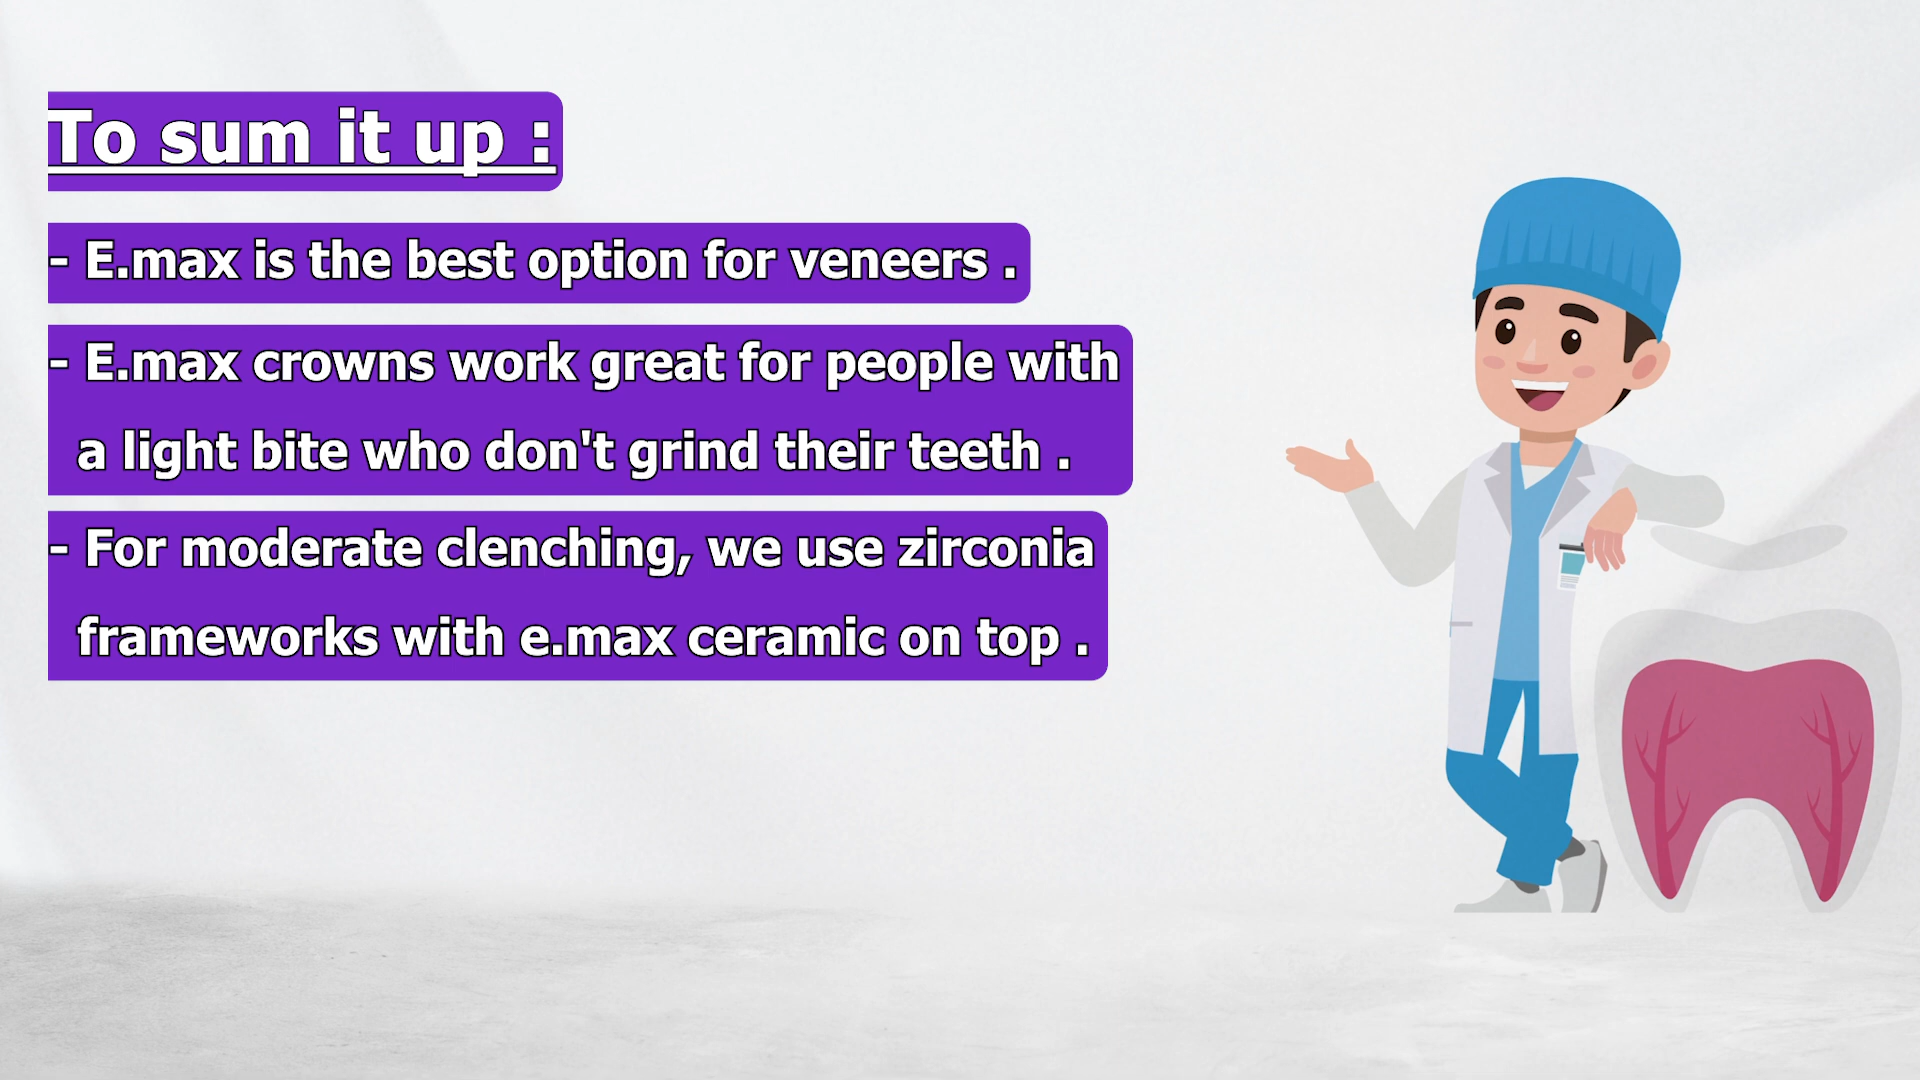 To sum it up :
- E.max is the best option for veneers .
- E.max crowns work great for people with
a light bite who don't grind their teeth .
- For moderate clenching, we use zirconia
frameworks with e.max ceramic on top .